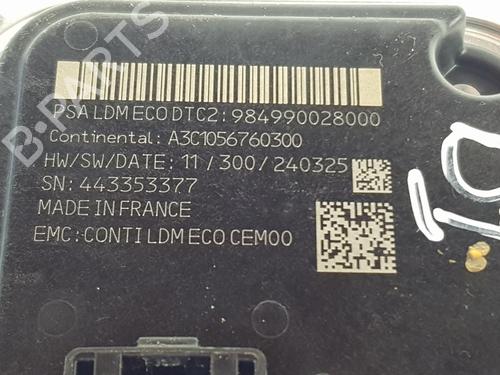 B-PARTS
PSA LDM ECO DTC2: 984990028000
Continental: A3C1056760300
HW/SW/DATE: 11/300/240325
SN: 443353377
MADE IN FRANCE
EMC: CONTI LDM ECO CEM00